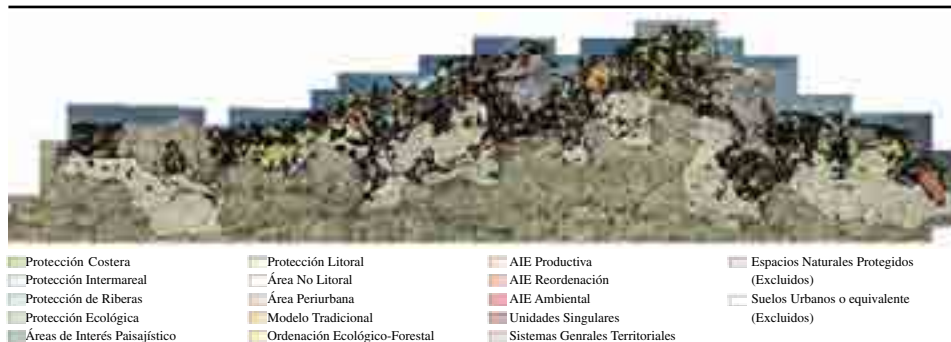 Protección Costera
Protección Intermareal
Protección de Riberas
Protección Ecológica
Áreas de Interés Paisajístico
Protección Litoral
Área No Litoral
Área Periurbana
Modelo Tradicional
Ordenación Ecológico-Forestal
AIE Productiva
AIE Reordenación
AIE Ambiental
Unidades Singulares
Sistemas Genrales Territoriales
Espacios Naturales Protegidos
(Excluidos)
Suelos Urbanos o equivalente
(Excluidos)